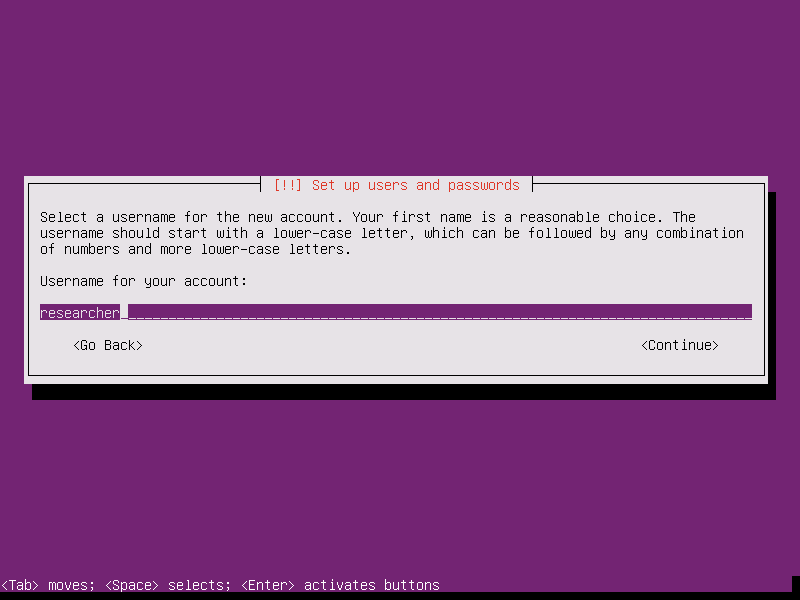 [!!] Set up users and passwords
Select a username for the new account. Your first name is a reasonable choice. The
username should start with a lower-case letter, which can be followed by any combination
of numbers and more lower-case letters.
Username for your account:
researcher
<Go Back> <Continue>
<Tab> moves; <Space> selects; <Enter> activates buttons